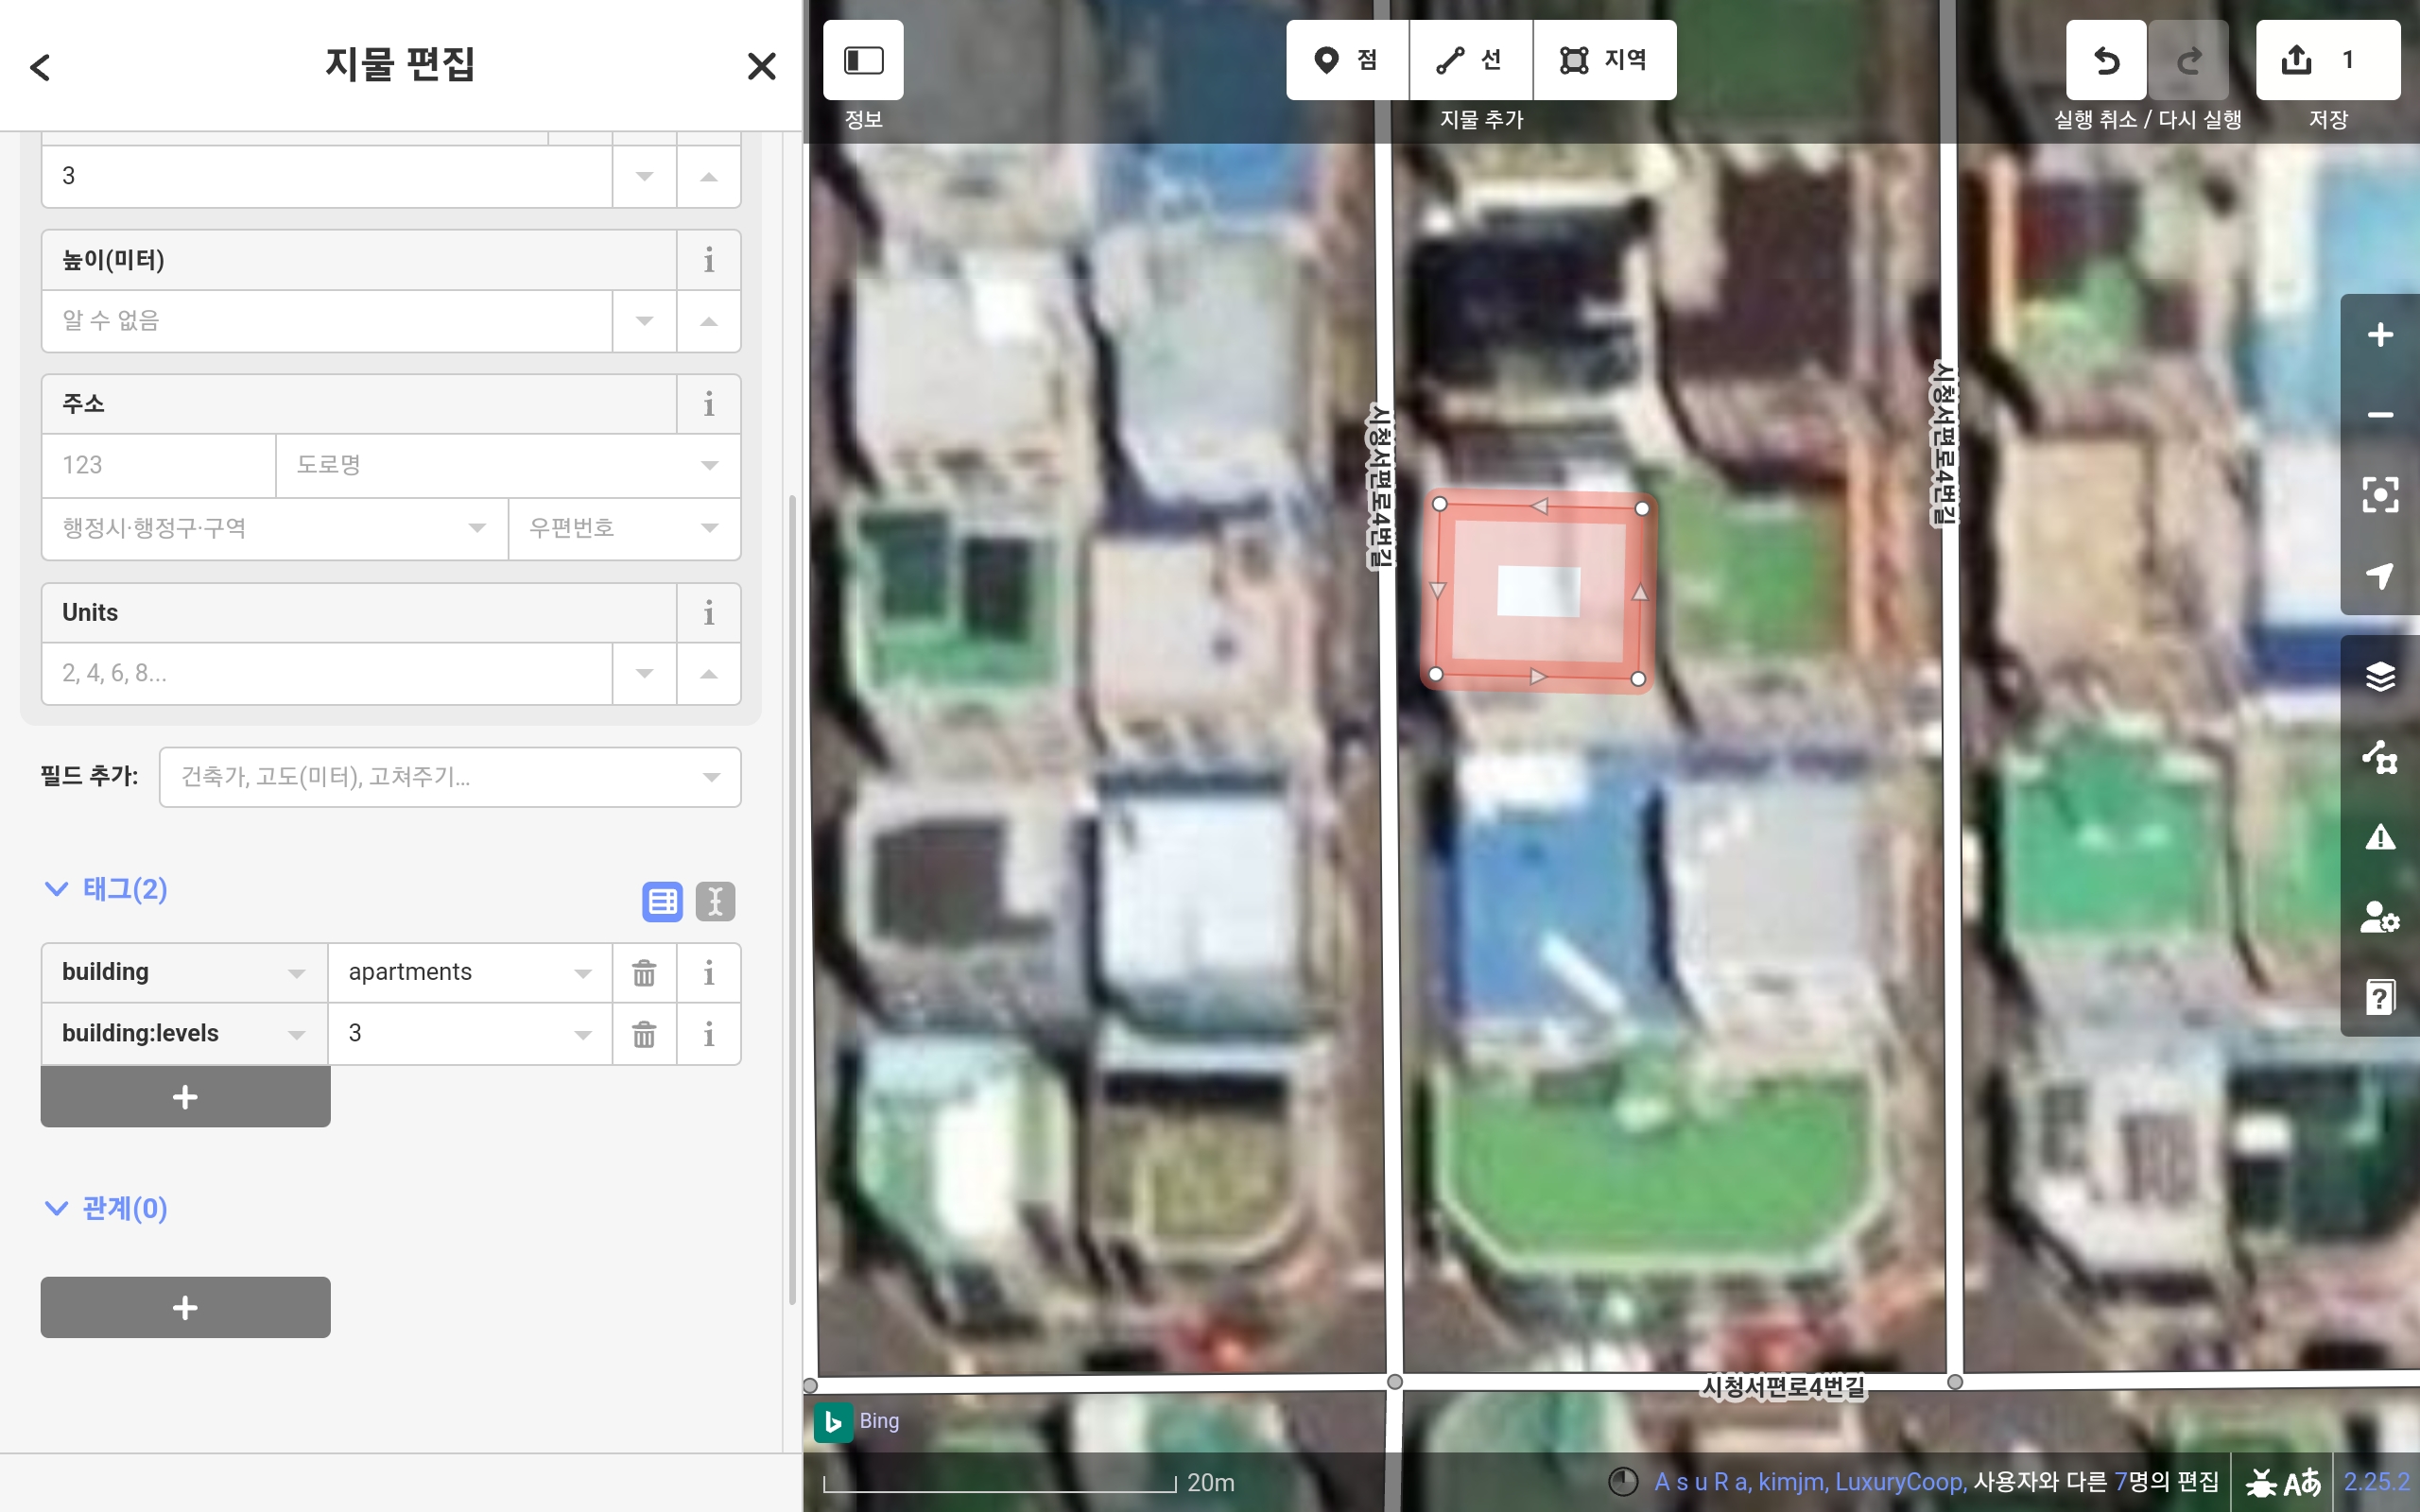 지물 편집
3
높이(미터)
알 수 없음
주소
123
도로명
행정시·행정구·구역
우편번호
Units
2, 4, 6, 8...
필드 추가:
건축가, 고도(미터), 고쳐주기...
태그(2)
building
apartments
building:levels
3
관계(0)
정보
점
선
지역
지물 추가
실행 취소 / 다시 실행
1
저장
시청서편로4번길
시청서편로4번길
시청서편로4번길
Bing
20m
A s u R a, kimjm, LuxuryCoop, 사용자와 다른 7명의 편집
Aあ
2.25.2